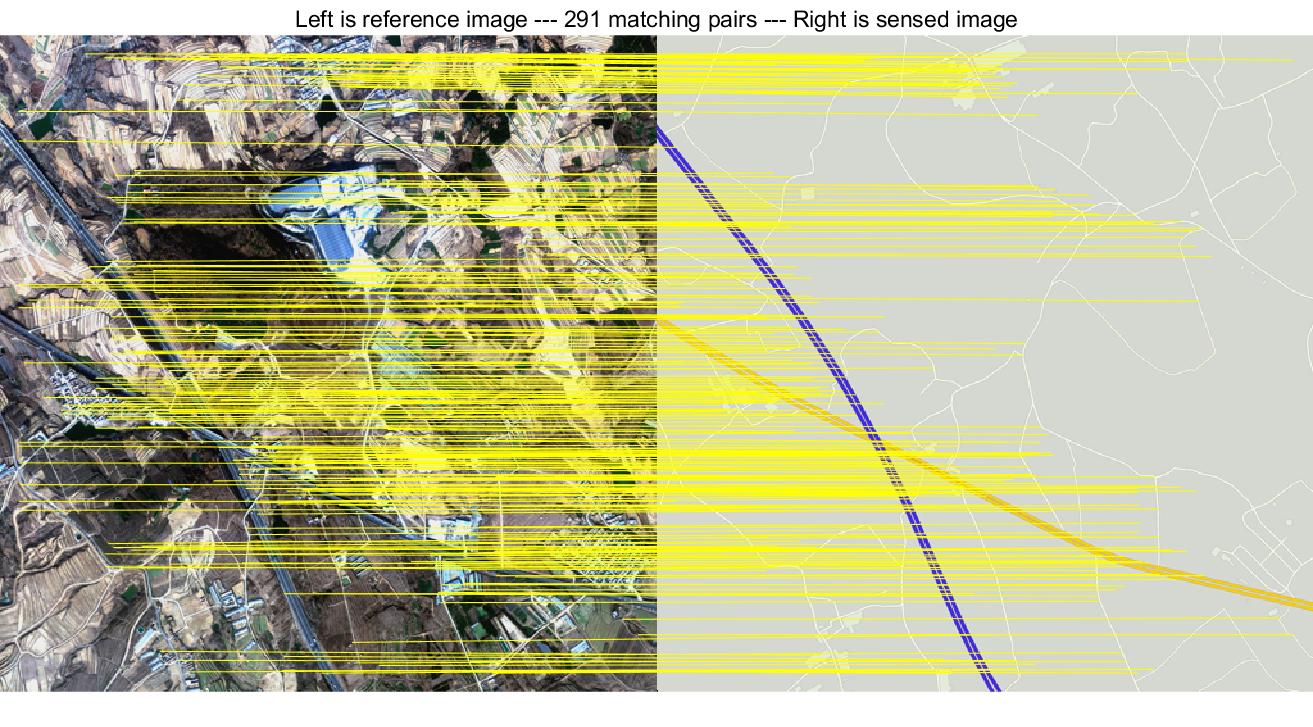 Left is reference image --- 291 matching pairs --- Right is sensed image